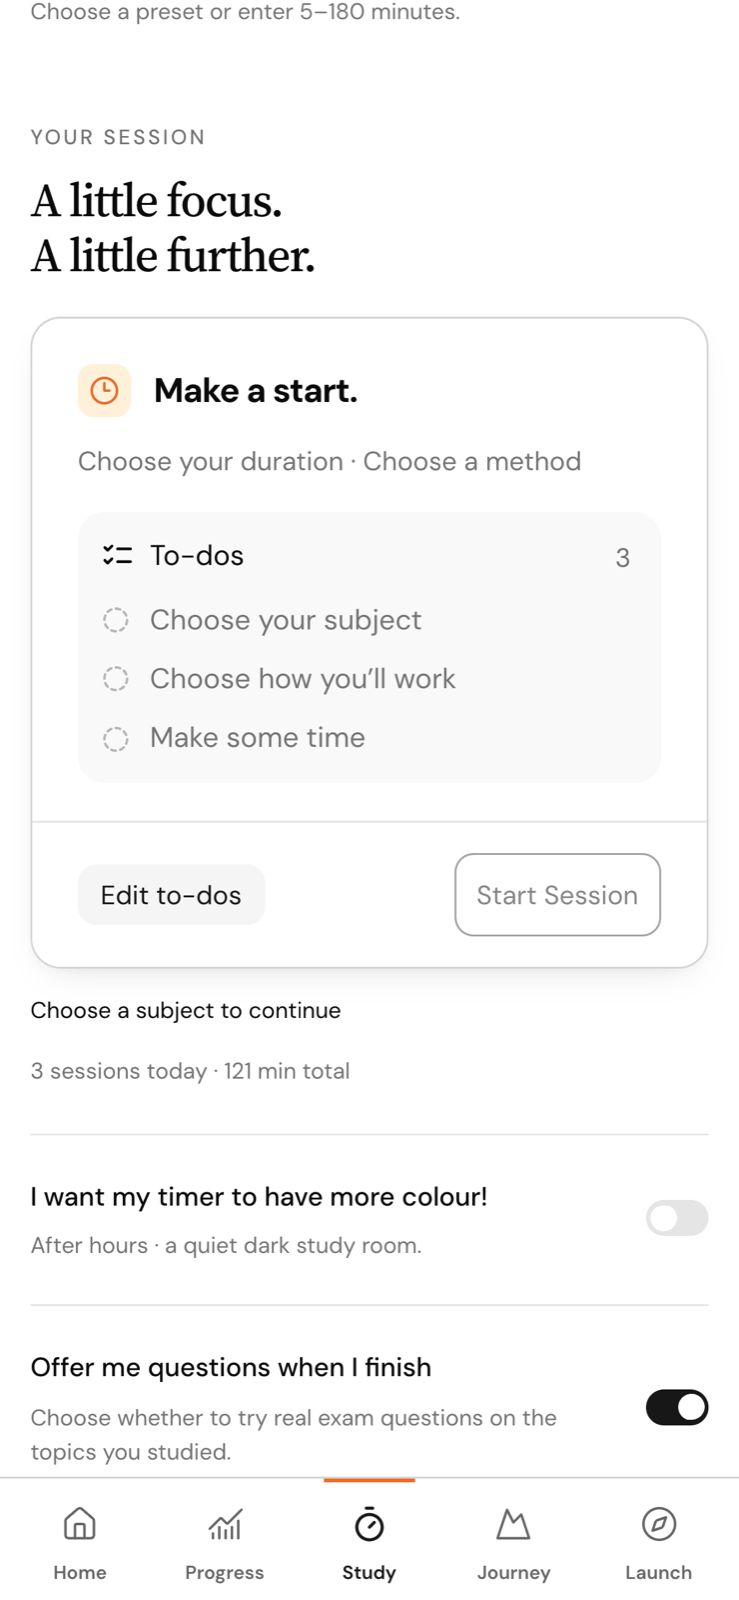 Choose a preset or enter 5–180 minutes.
YOUR SESSION
A little focus.
A little further.
Make a start.
Choose your duration · Choose a method
To-dos 3
Choose your subject
Choose how you’ll work
Make some time
Edit to-dos
Start Session
Choose a subject to continue
3 sessions today · 121 min total
I want my timer to have more colour!
After hours · a quiet dark study room.
Offer me questions when I finish
Choose whether to try real exam questions on the
topics you studied.
Home
Progress
Study
Journey
Launch